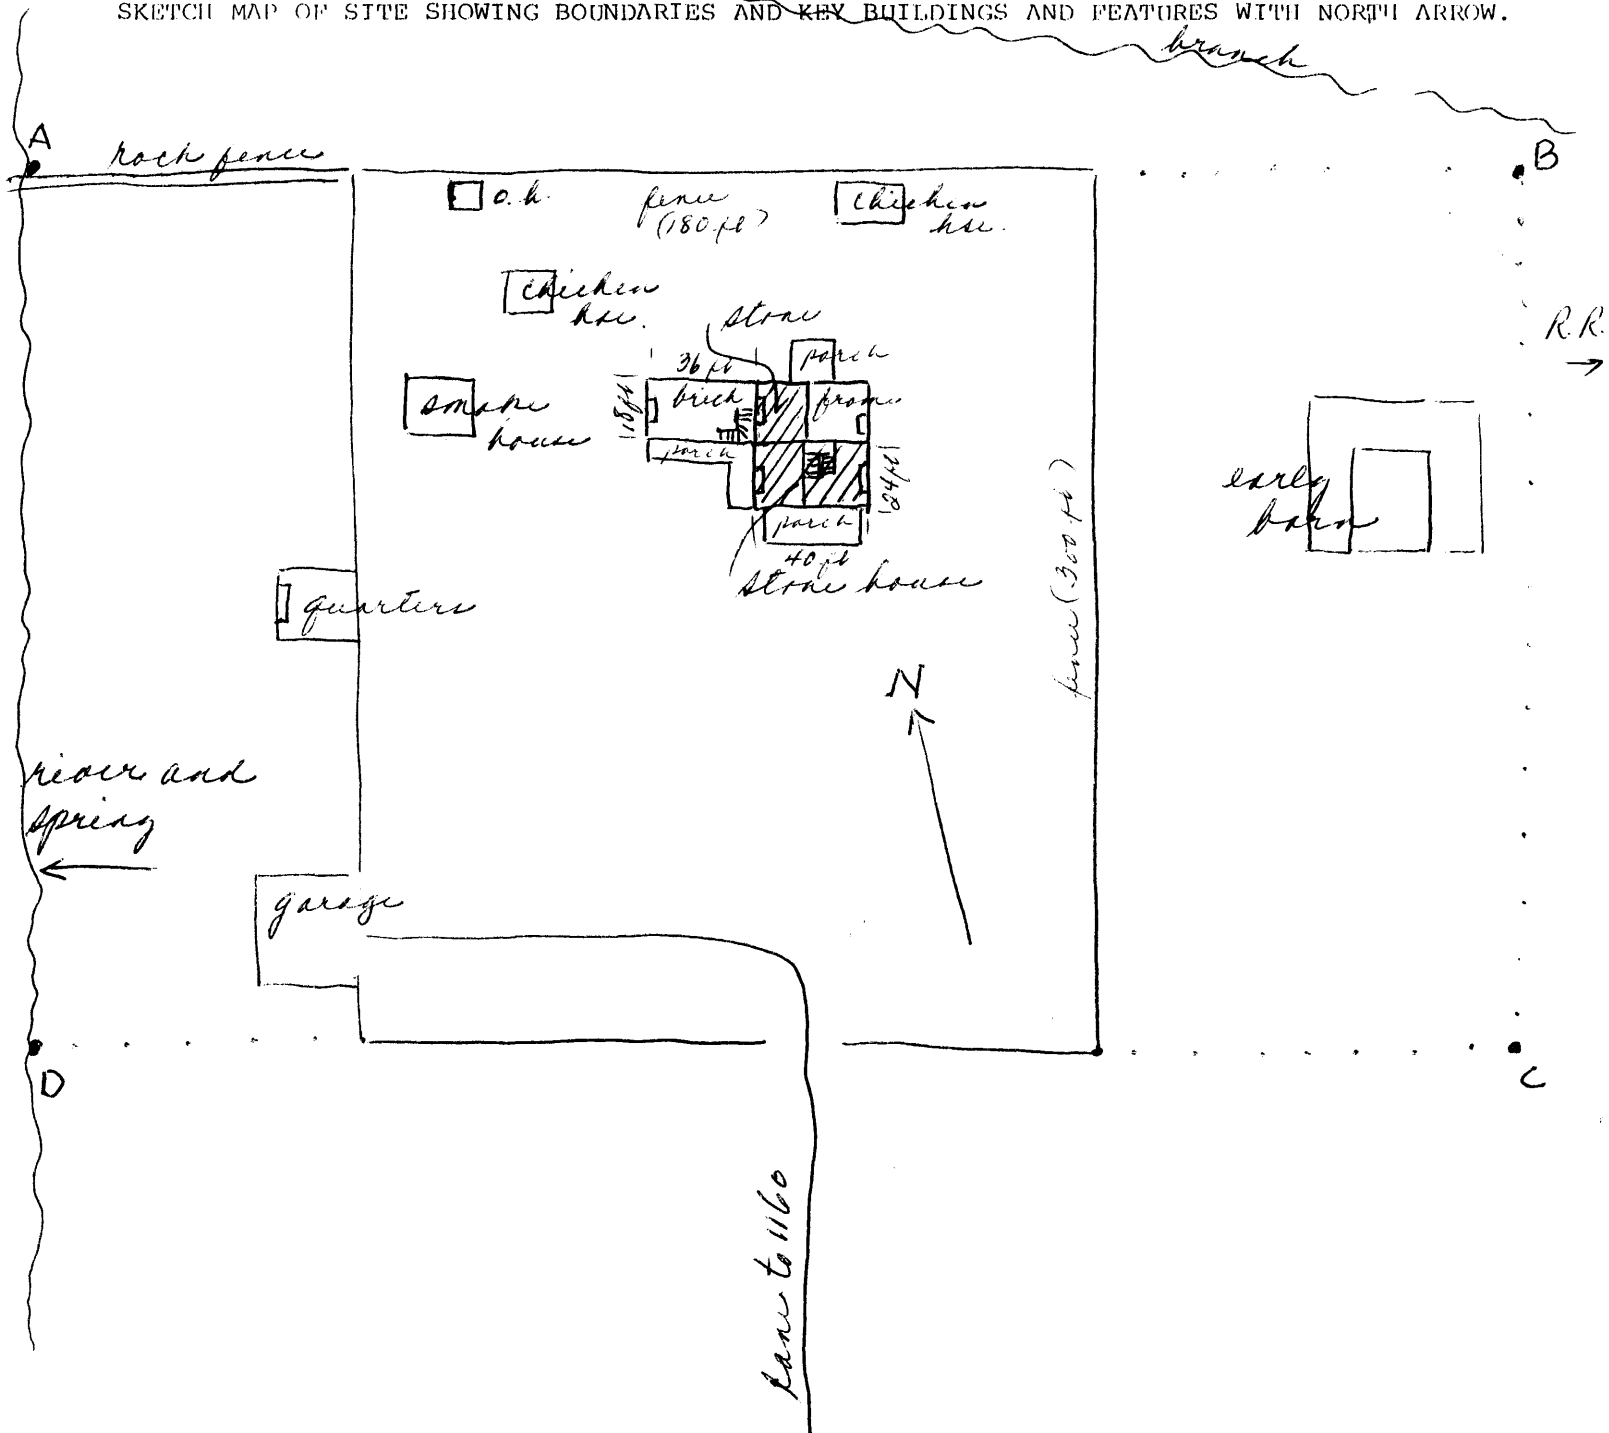 SKETCH MAP OF SITE SHOWING BOUNDARIES AND KEY BUILDINGS AND FEATURES WITH NORTH ARROW.
branch
A
rock fence
B
o.h.
fence
(180 ft)
chicken
hse.
chicken
hse.
stone
R.R.
36 ft
porch
smoke
house
18 ft
brick
frame
porch
24 ft
early
barn
porch
40 ft
stone house
fence (300 ft)
quarters
N
river and
spring
garage
D
C
lane to 1160